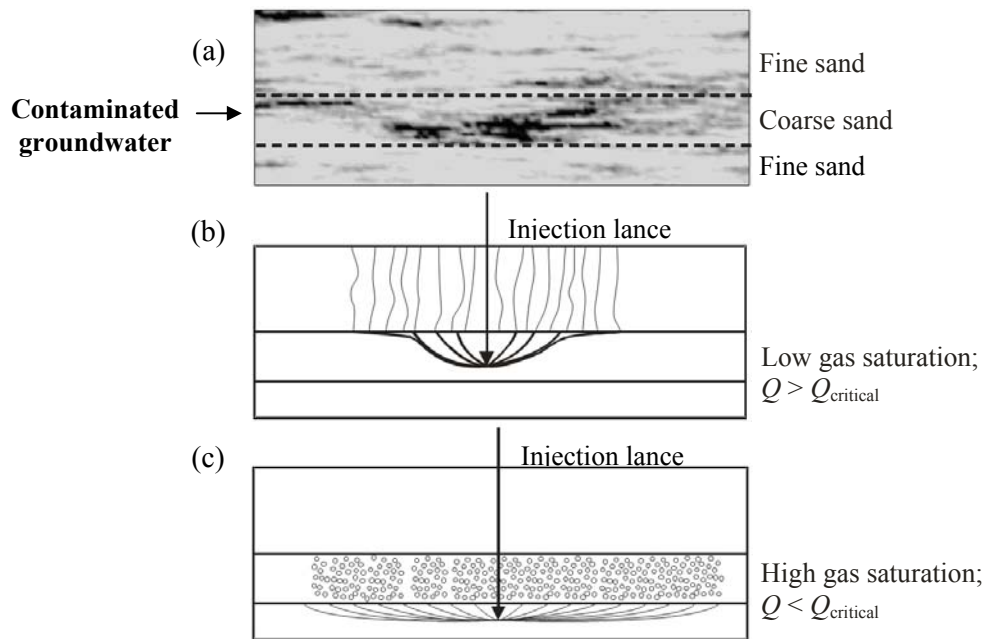 (a)
Fine sand
Contaminated
groundwater
Coarse sand
Fine sand
Injection lance
(b)
Low gas saturation;
Q > Qcritical
Injection lance
(c)
High gas saturation;
Q < Qcritical